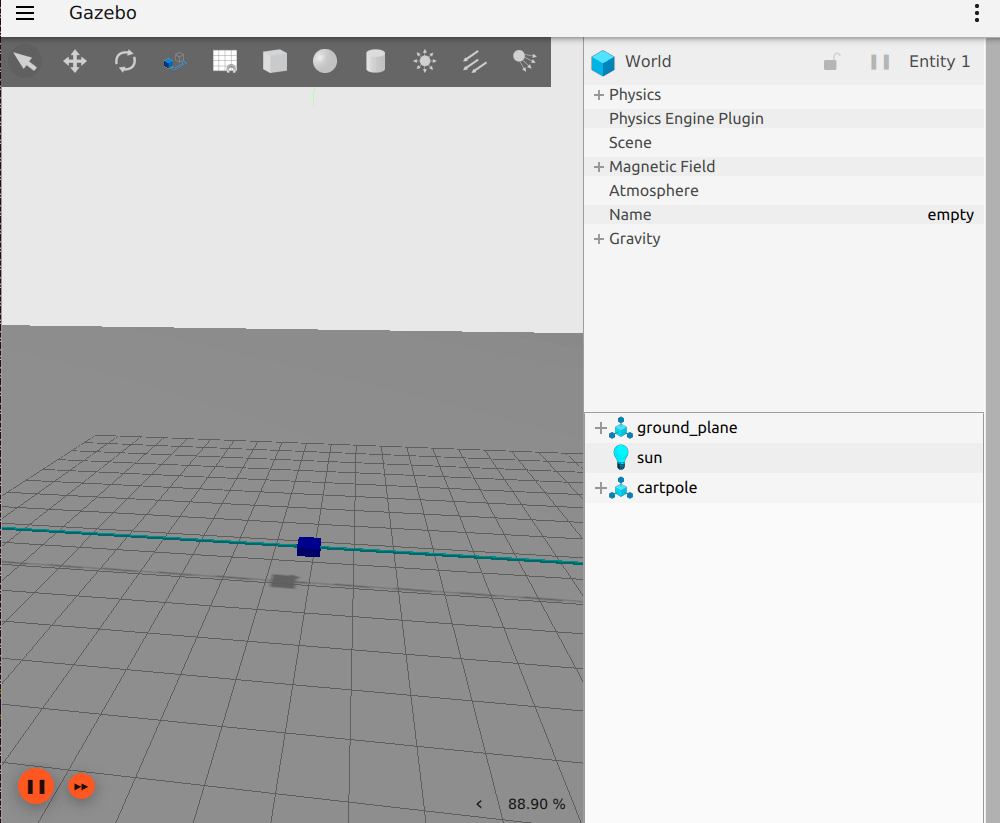 Gazebo
World Entity 1
Physics
Physics Engine Plugin
Scene
Magnetic Field
Atmosphere
Name empty
Gravity
ground_plane
sun
cartpole
88.90 %